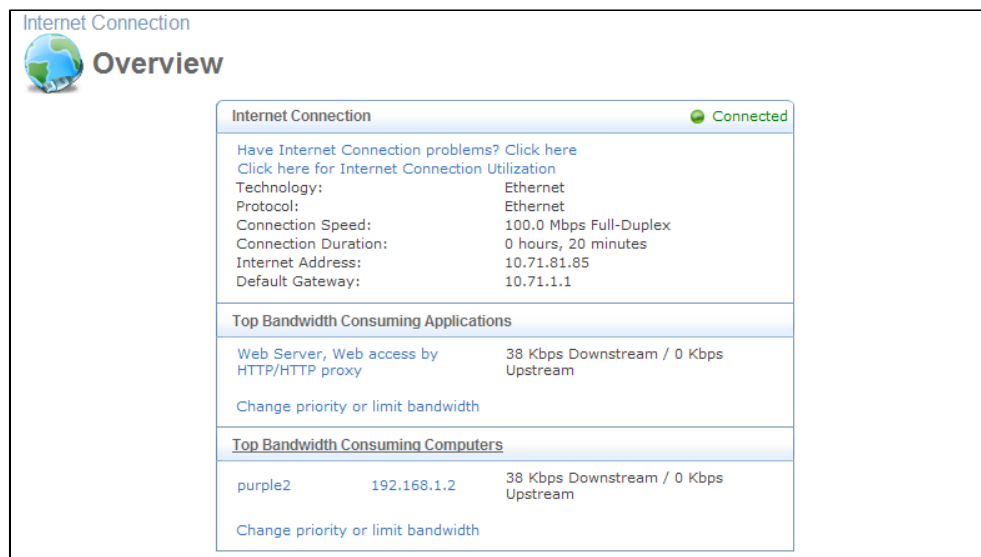 Internet Connection
Overview
Internet Connection Connected
Have Internet Connection problems? Click here
Click here for Internet Connection Utilization
Technology: Ethernet
Protocol: Ethernet
Connection Speed: 100.0 Mbps Full-Duplex
Connection Duration: 0 hours, 20 minutes
Internet Address: 10.71.81.85
Default Gateway: 10.71.1.1
Top Bandwidth Consuming Applications
Web Server, Web access by 38 Kbps Downstream / 0 Kbps
HTTP/HTTP proxy Upstream
Change priority or limit bandwidth
Top Bandwidth Consuming Computers
purple2 192.168.1.2 38 Kbps Downstream / 0 Kbps
Upstream
Change priority or limit bandwidth